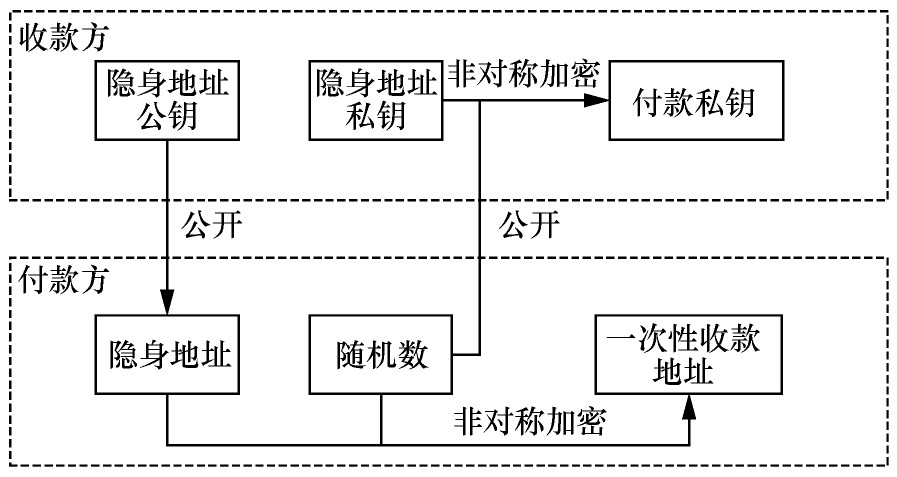 收款方
隐身地址
公钥
隐身地址
私钥
非对称加密
付款私钥
公开
公开
付款方
隐身地址
随机数
一次性收款
地址
非对称加密